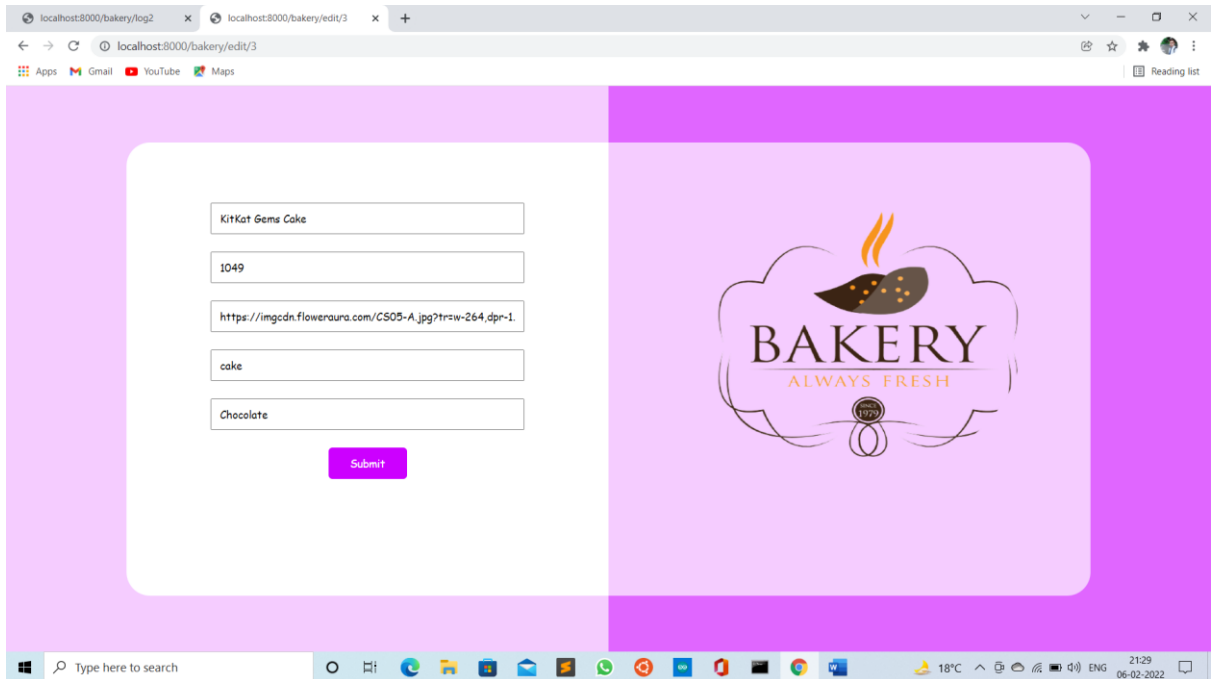 localhost:8000/bakery/log2
localhost:8000/bakery/edit/3
localhost:8000/bakery/edit/3
Apps Gmail YouTube Maps Reading list
KitKat Gems Cake
1049
https://imgcdn.floweraura.com/CS05-A.jpg?tr=w-264,dpr-1.
cake
Chocolate
Submit
BAKERY
ALWAYS FRESH
SINCE
1979
Type here to search
18°C ENG
21:29
06-02-2022